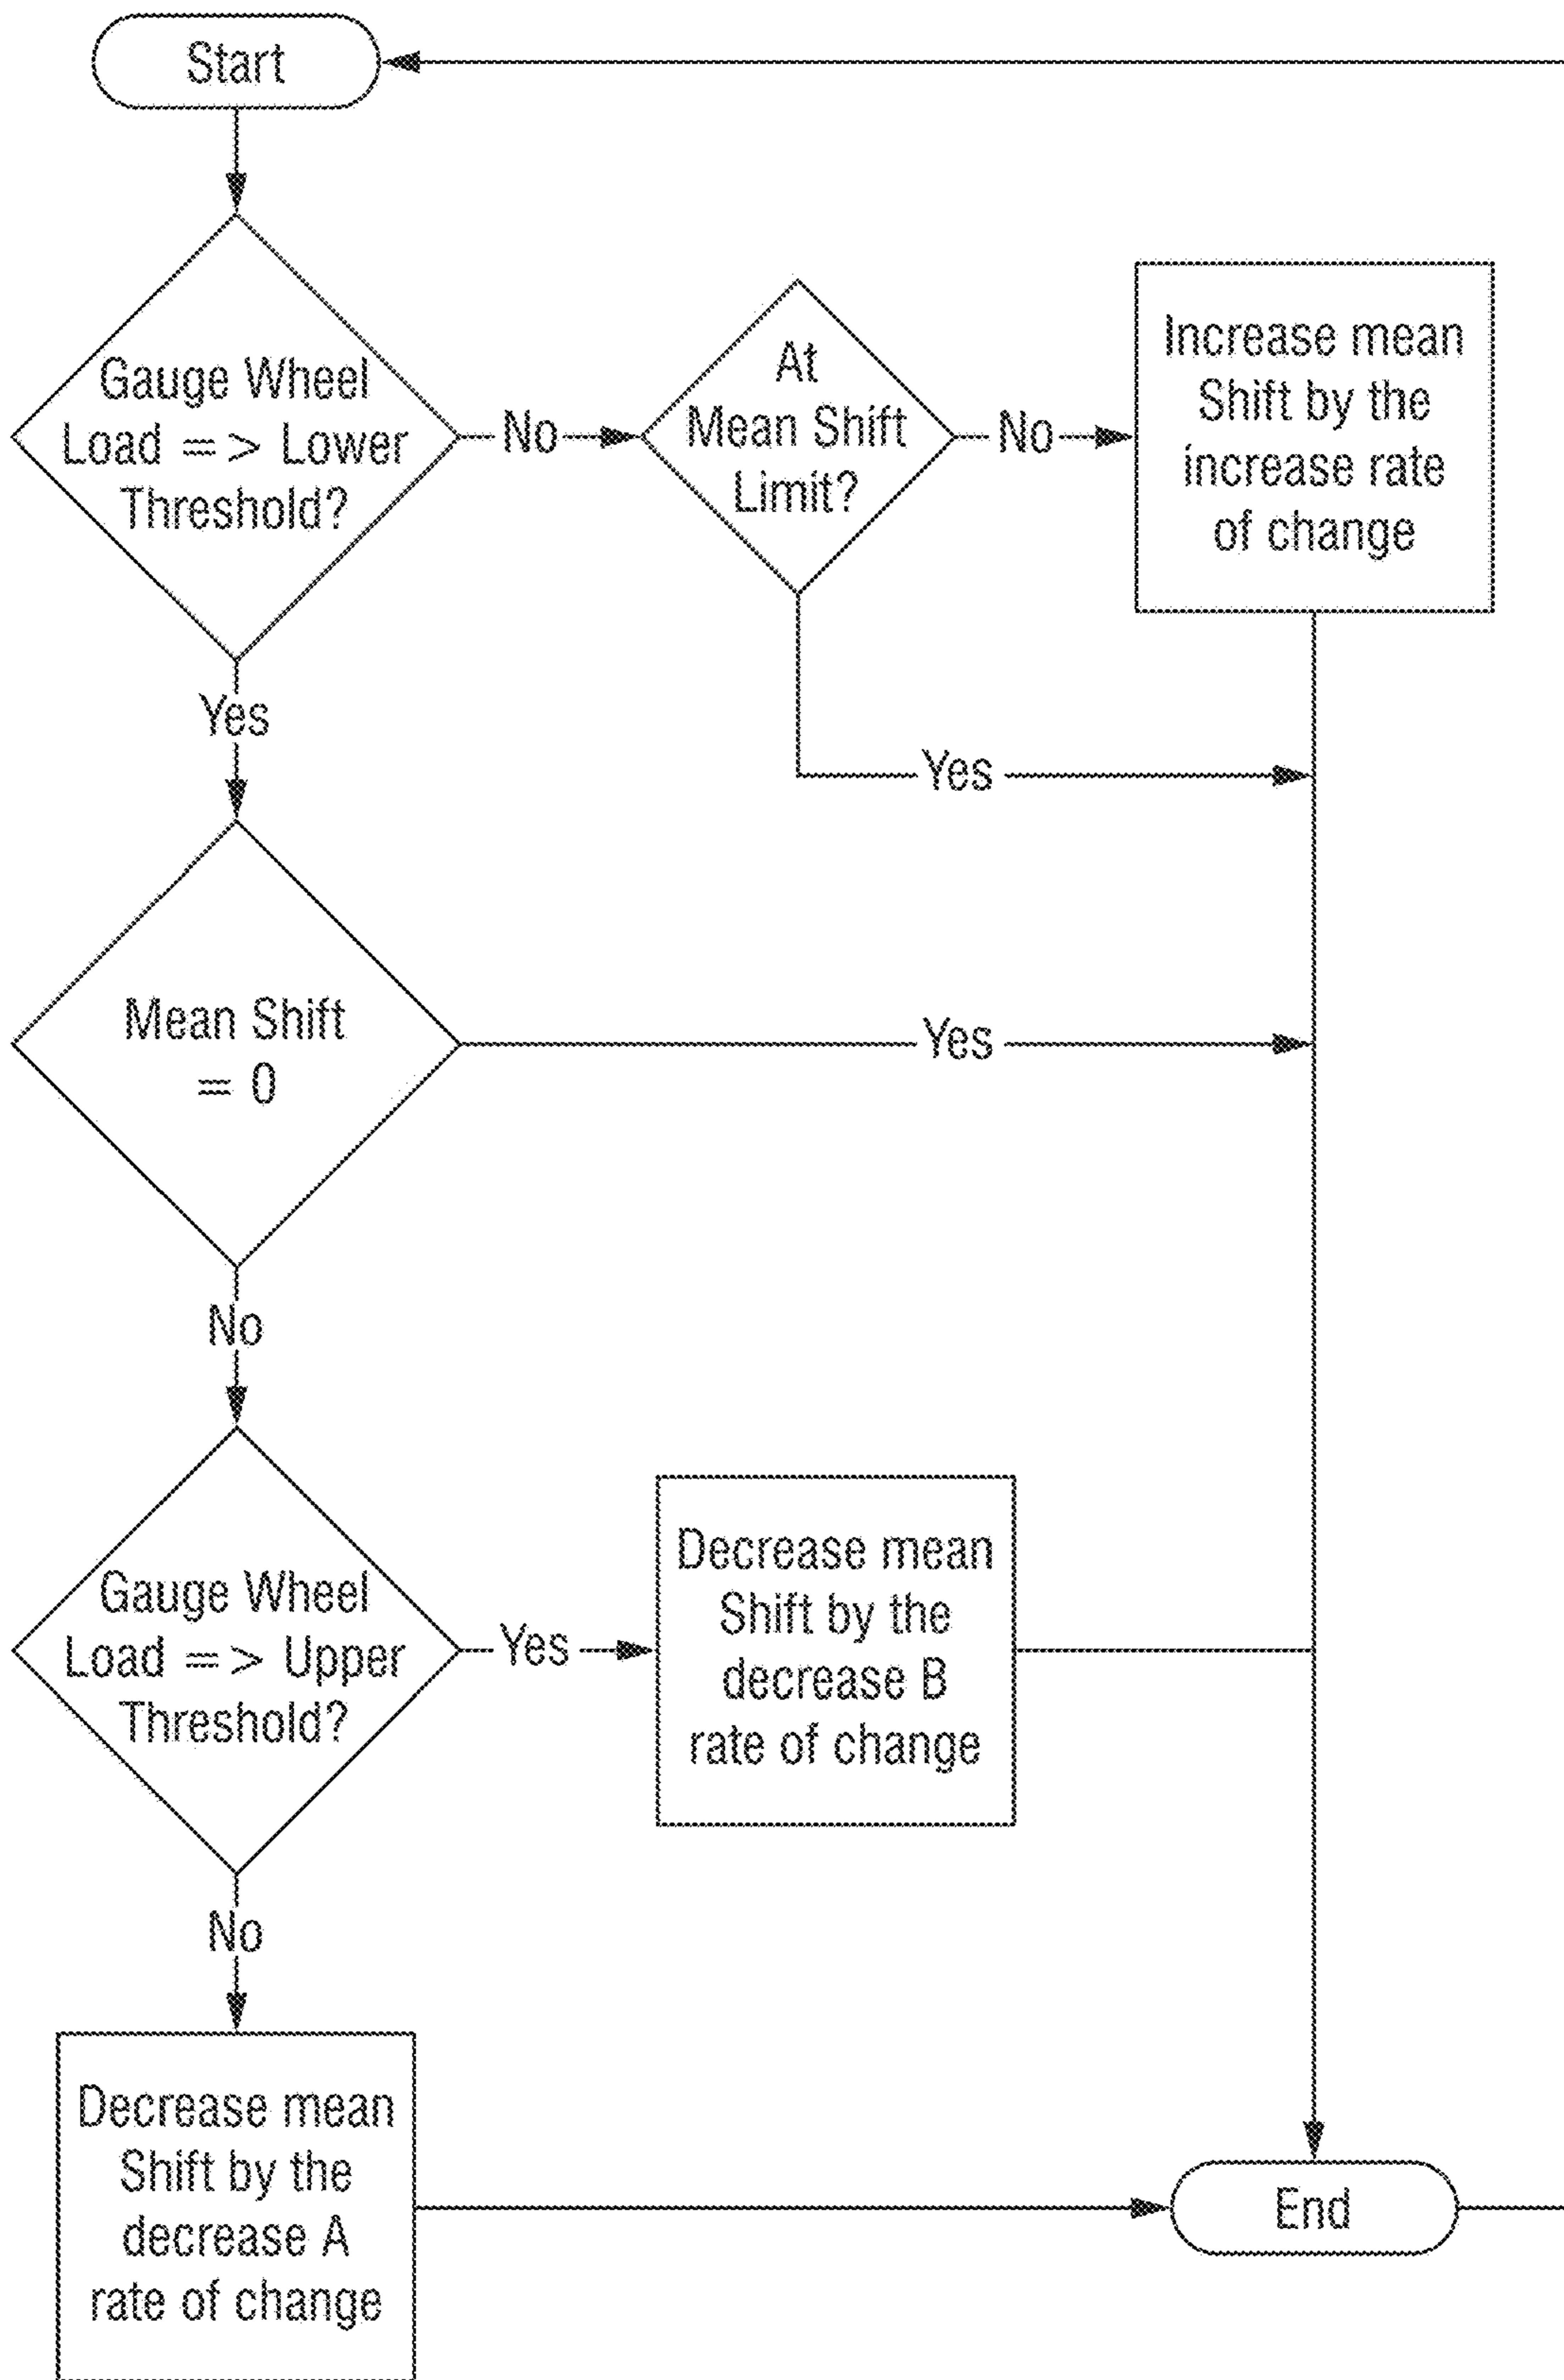 Start
Gauge Wheel
Load => Lower
Threshold?
No
At
Mean Shift
Limit?
No
Increase mean
Shift by the
increase rate
of change
Yes
Yes
Mean Shift
= 0
Yes
No
Gauge Wheel
Load => Upper
Threshold?
Yes
Decrease mean
Shift by the
decrease B
rate of change
No
Decrease mean
Shift by the
decrease A
rate of change
End